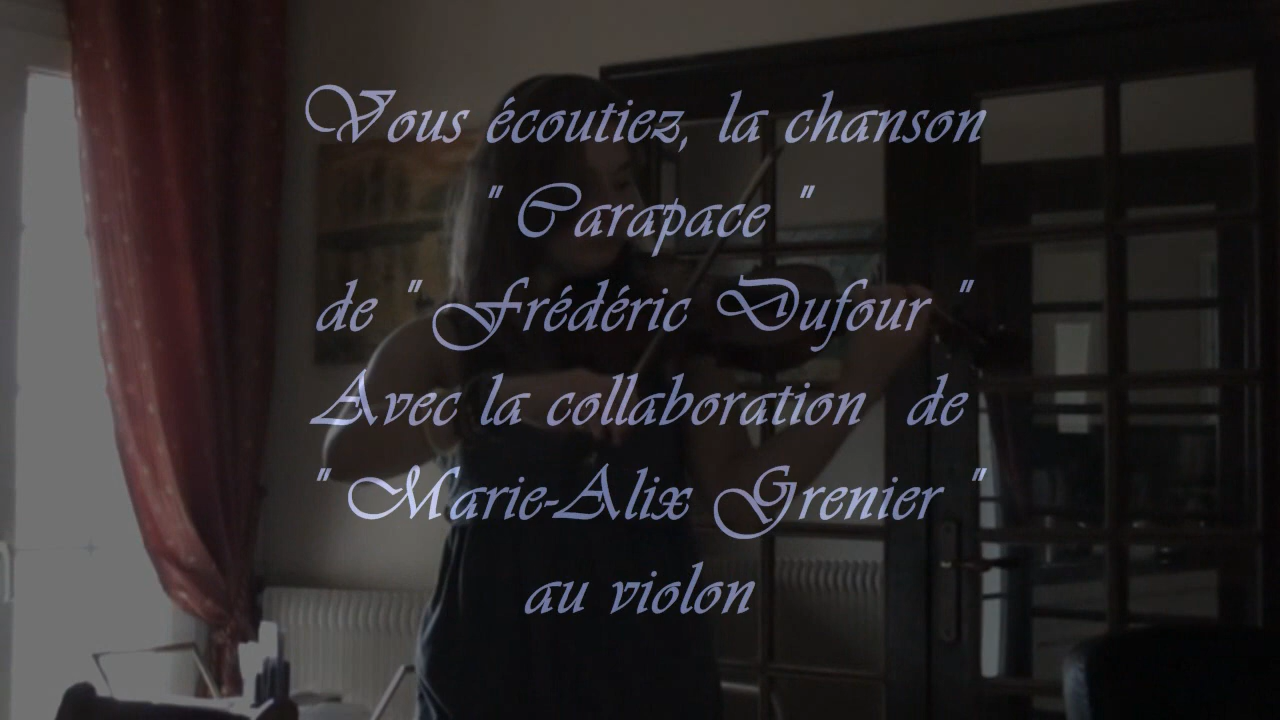 Vous écoutiez, la chanson
" Carapace "
de " Frédéric Dufour "
Avec la collaboration de
" Marie-Alix Grenier "
au violon